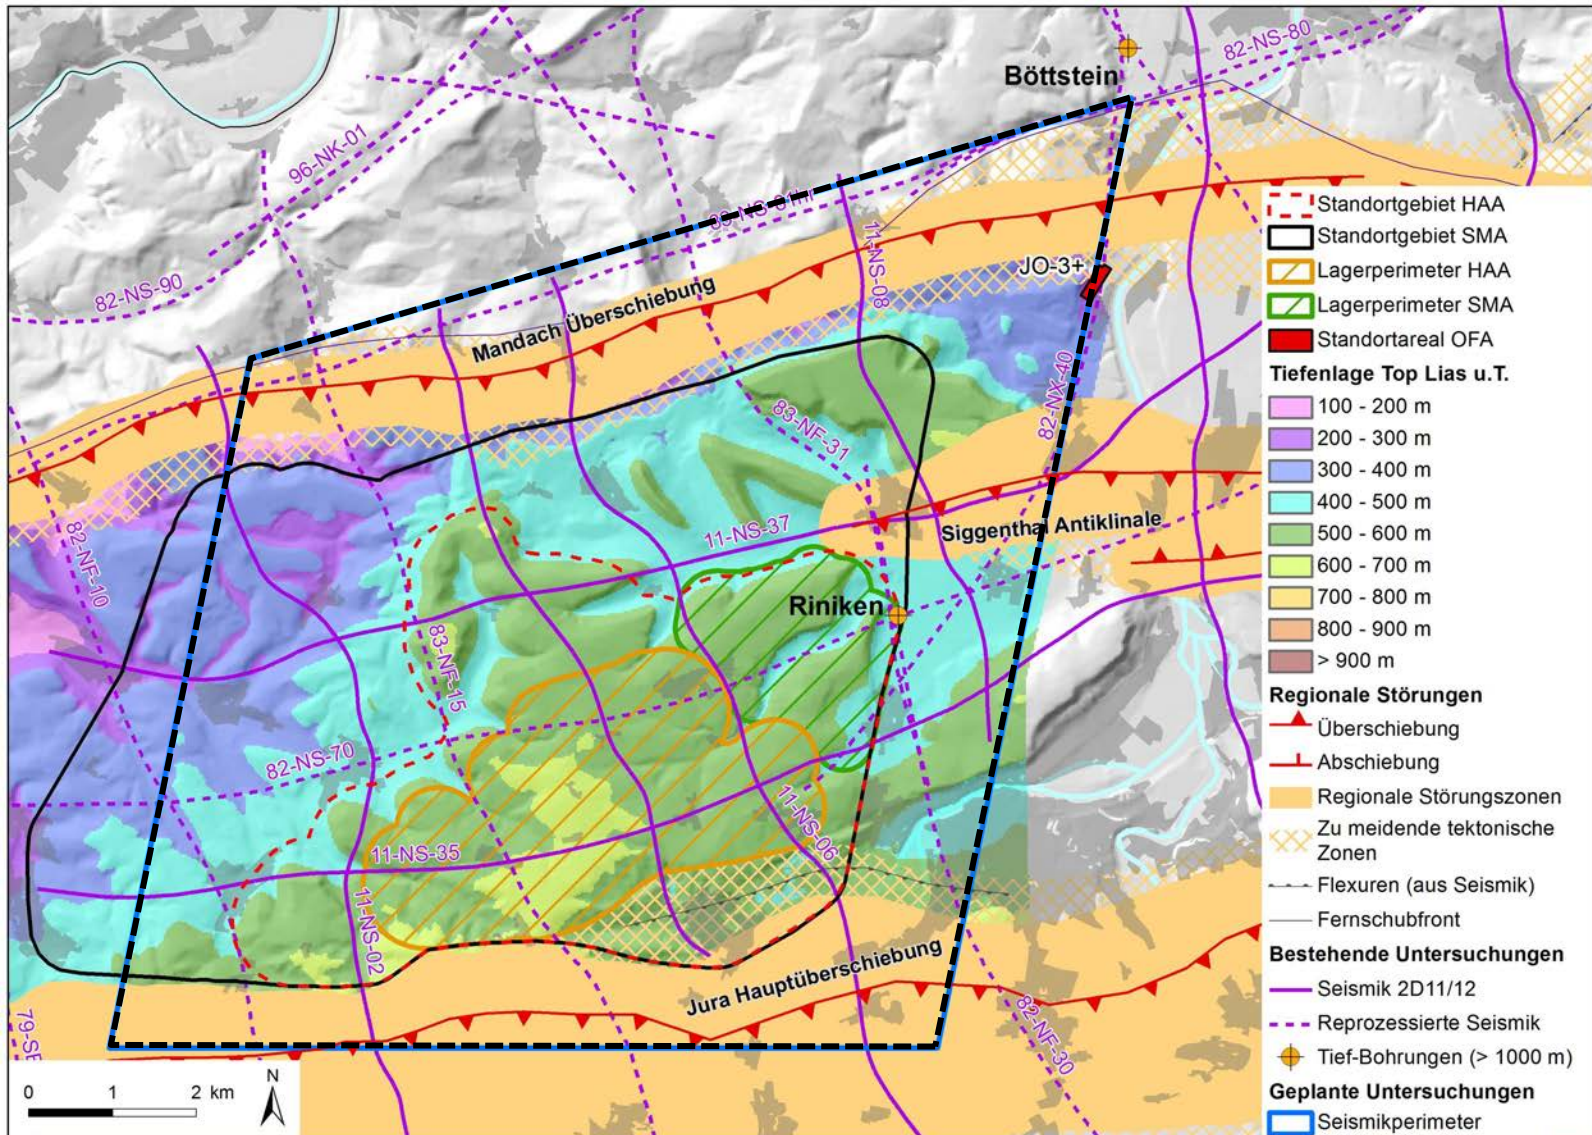 82-NS-80
Böttstein
96-NK-01
11-NS-08
82-NS-90
JO-3+
Mandach Überschiebung
82-NX-40
83-NF-31
82-NF-10
11-NS-37
Siggenthal Antiklinale
Riniken
83-NF-15
82-NS-70
11-NS-06
11-NS-35
11-NS-02
Jura Hauptüberschiebung
82-NF-30
0 1 2 km
N
Standortgebiet HAA
Standortgebiet SMA
Lagerperimeter HAA
Lagerperimeter SMA
Standortareal OFA
Tiefenlage Top Lias u.T.
100 - 200 m
200 - 300 m
300 - 400 m
400 - 500 m
500 - 600 m
600 - 700 m
700 - 800 m
800 - 900 m
> 900 m
Regionale Störungen
Überschiebung
Abschiebung
Regionale Störungszonen
Zu meidende tektonische
Zonen
Flexuren (aus Seismik)
Fernschubfront
Bestehende Untersuchungen
Seismik 2D11/12
Reprozessierte Seismik
Tief-Bohrungen (> 1000 m)
Geplante Untersuchungen
Seismikperimeter